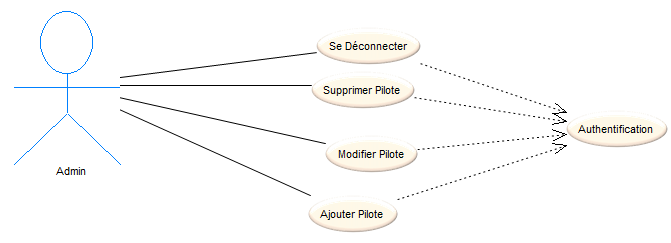 Se Déconnecter
Supprimer Pilote
Authentification
Modifier Pilote
Admin
Ajouter Pilote